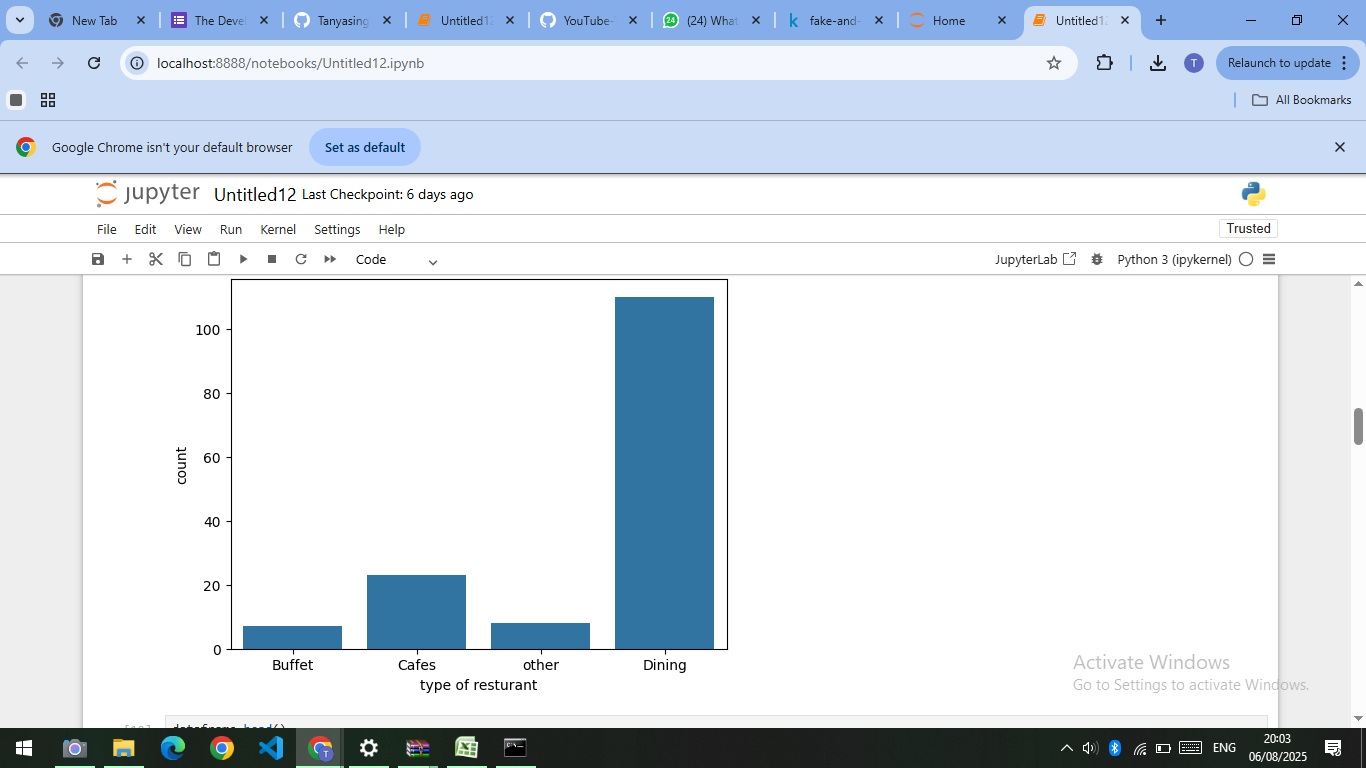 New Tab
The Devel
Tanyasing
Untitled12
YouTube-
(24) What
fake-and-
Home
Untitled12
localhost:8888/notebooks/Untitled12.ipynb
T
Relaunch to update
All Bookmarks
Google Chrome isn't your default browser
Set as default
jupyter Untitled12 Last Checkpoint: 6 days ago
File Edit View Run Kernel Settings Help
Trusted
Code
JupyterLab
Python 3 (ipykernel)
100
80
60
40
20
0
count
Buffet Cafes other Dining
type of resturant
Activate Windows
Go to Settings to activate Windows.
ENG
20:03
06/08/2025